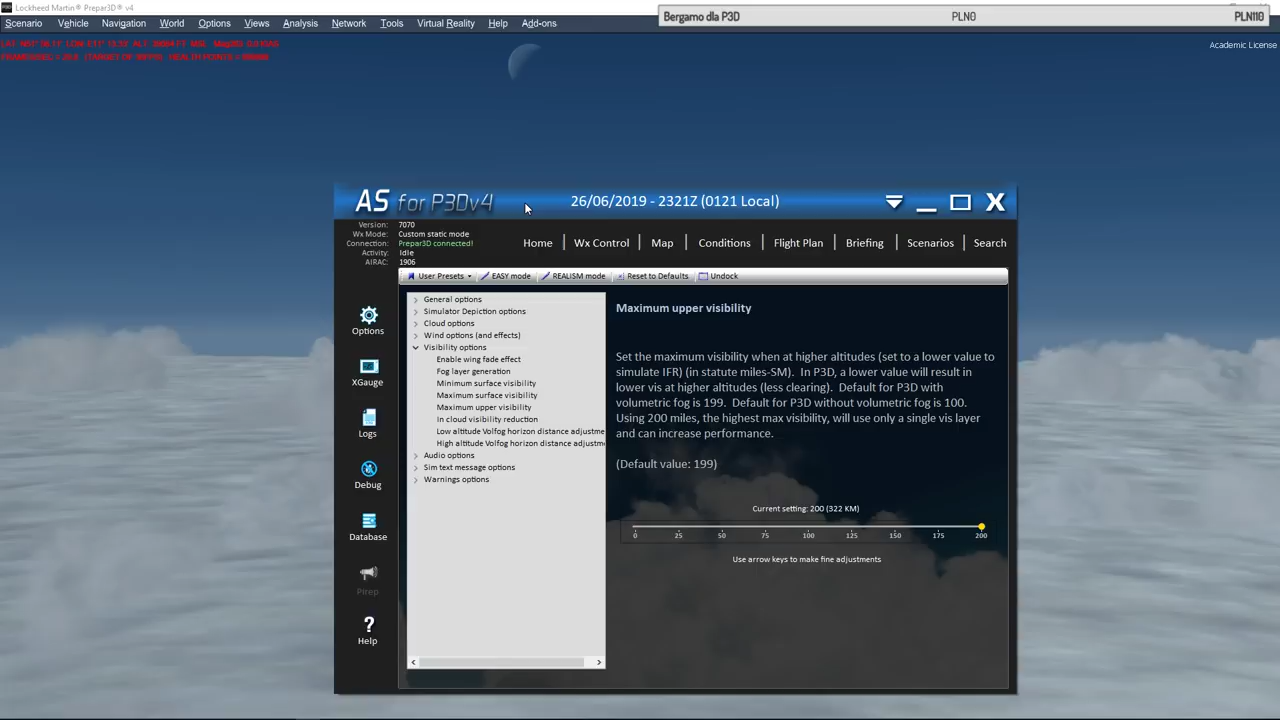 Lockheed Martin® Prepar3D® v4
Scenario Vehicle Navigation World Options Views Analysis Network Tools Virtual Reality Help Add-ons
Bergamo dla P3D PLN0 PLN110
Academic License
AS for P3Dv4 26/06/2019 - 2321Z (0121 Local) X
Version: 7070
Wx Mode: Custom static mode
Connection: Prepar3D connected!
Activity: Idle
AIRAC: 1906
Home Wx Control Map Conditions Flight Plan Briefing Scenarios Search
User Presets EASY mode REALISM mode Reset to Defaults Undock
Options
XGauge
Logs
Debug
Database
Pirep
Help
General options
Simulator Depiction options
Cloud options
Wind options (and effects)
Visibility options
Enable wing fade effect
Fog layer generation
Minimum surface visibility
Maximum surface visibility
Maximum upper visibility
In cloud visibility reduction
Low altitude Volfog horizon distance adjustme
High altitude Volfog horizon distance adjustm
Audio options
Sim text message options
Warnings options
Maximum upper visibility
Set the maximum visibility when at higher altitudes (set to a lower value to
simulate IFR) (in statute miles-SM). In P3D, a lower value will result in
lower vis at higher altitudes (less clearing). Default for P3D with
volumetric fog is 199. Default for P3D without volumetric fog is 100.
Using 200 miles, the highest max visibility, will use only a single vis layer
and can increase performance.
(Default value: 199)
Current setting: 200 (322 KM)
0 25 50 75 100 125 150 175 200
Use arrow keys to make fine adjustments